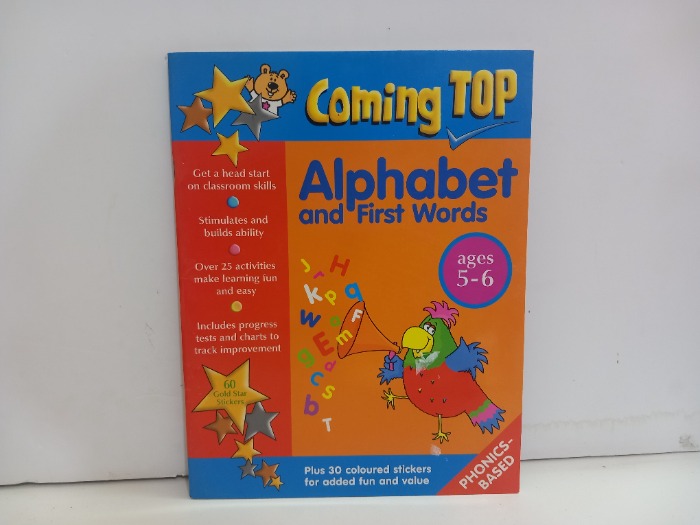 Coming TOP
Alphabet
and First Words
ages
5-6
Get a head start
on classroom skills
Stimulates and
builds ability
Over 25 activities
make learning fun
and easy
Includes progress
tests and charts to
track improvement
60
Gold Star
Stickers
J r H
k p q
w g F
E m
g d
c s
b T
Plus 30 coloured stickers
for added fun and value
PHONICS-
BASED